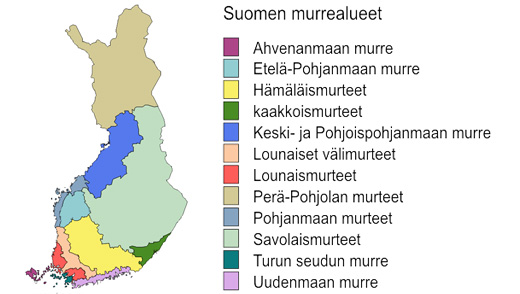 Suomen murrealueet
Ahvenanmaan murre
Etelä-Pohjanmaan murre
Hämäläismurteet
kaakkoismurteet
Keski- ja Pohjoispohjanmaan murre
Lounaiset välimurteet
Lounaismurteet
Perä-Pohjolan murteet
Pohjanmaan murteet
Savolaismurteet
Turun seudun murre
Uudenmaan murre